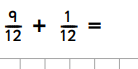 9/12 + 1/12 =